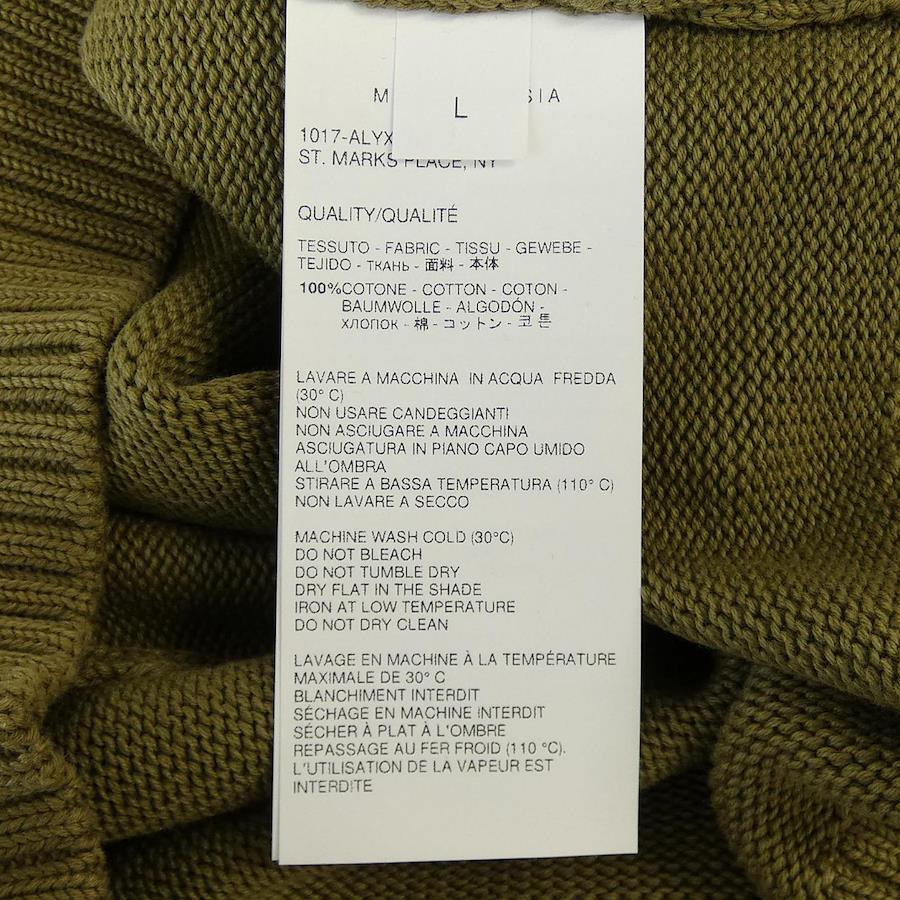 L
1017-ALYX
ST. MARKS PLACE, NY
QUALITY/QUALITÉ
TESSUTO - FABRIC - TISSU - GEWEBE -
TEJIDO - ТКАНЬ - 面料 - 本体
100%COTONE - COTTON - COTON -
BAUMWOLLE - ALGODÓN -
ХЛОПОК - 棉 - コットン - 코튼
LAVARE A MACCHINA IN ACQUA FREDDA
(30° C)
NON USARE CANDEGGIANTI
NON ASCIUGARE A MACCHINA
ASCIUGATURA IN PIANO CAPO UMIDO
ALL'OMBRA
STIRARE A BASSA TEMPERATURA (110° C)
NON LAVARE A SECCO
MACHINE WASH COLD (30°C)
DO NOT BLEACH
DO NOT TUMBLE DRY
DRY FLAT IN THE SHADE
IRON AT LOW TEMPERATURE
DO NOT DRY CLEAN
LAVAGE EN MACHINE À LA TEMPÉRATURE
MAXIMALE DE 30° C
BLANCHIMENT INTERDIT
SÉCHAGE EN MACHINE INTERDIT
SÉCHER À PLAT À L'OMBRE
REPASSAGE AU FER FROID (110 °C).
L'UTILISATION DE LA VAPEUR EST
INTERDITE